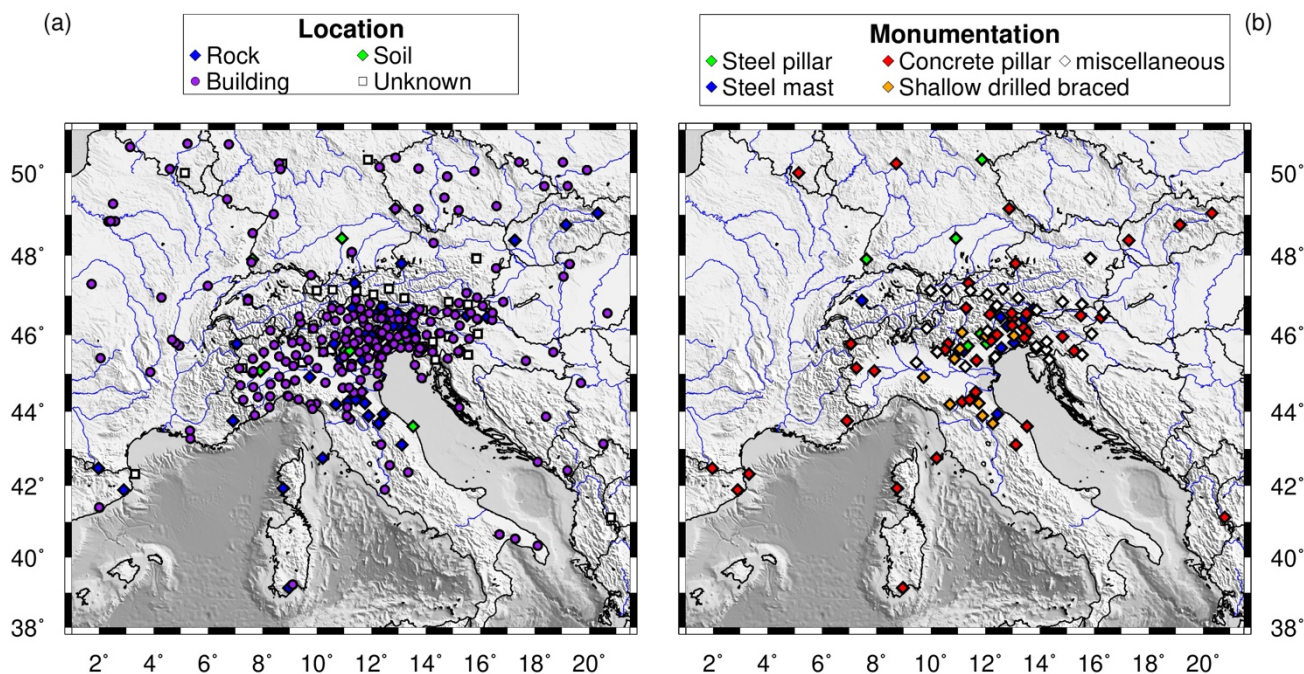 (a)
Location
Rock
Soil
Building
Unknown
Monumentation
(b)
Steel pillar
Concrete pillar
miscellaneous
Steel mast
Shallow drilled braced
50˚
48˚
46˚
44˚
42˚
40˚
38˚
2˚ 4˚ 6˚ 8˚ 10˚ 12˚ 14˚ 16˚ 18˚ 20˚
50˚
48˚
46˚
44˚
42˚
40˚
38˚
2˚ 4˚ 6˚ 8˚ 10˚ 12˚ 14˚ 16˚ 18˚ 20˚